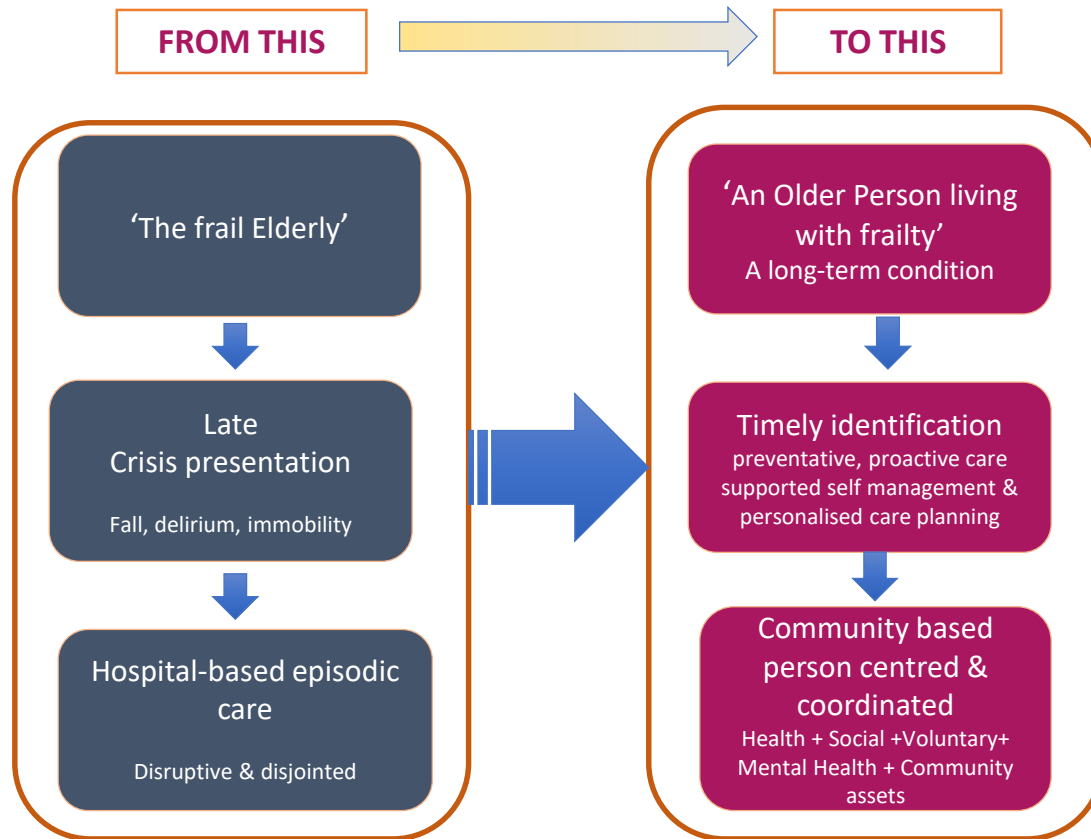 FROM THIS
TO THIS
‘The frail Elderly’
Late
Crisis presentation
Fall, delirium, immobility
Hospital-based episodic
care
Disruptive & disjointed
‘An Older Person living
with frailty’
A long-term condition
Timely identification
preventative, proactive care
supported self management &
personalised care planning
Community based
person centred &
coordinated
Health + Social +Voluntary+
Mental Health + Community
assets